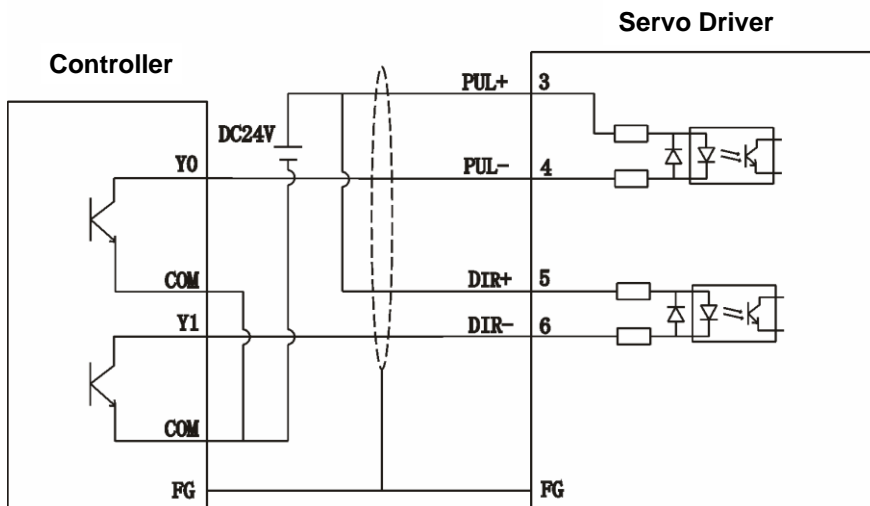 Servo Driver
Controller
PUL+ 3
DC24V
Y0 PUL- 4
COM DIR+ 5
Y1 DIR- 6
COM
FG FG